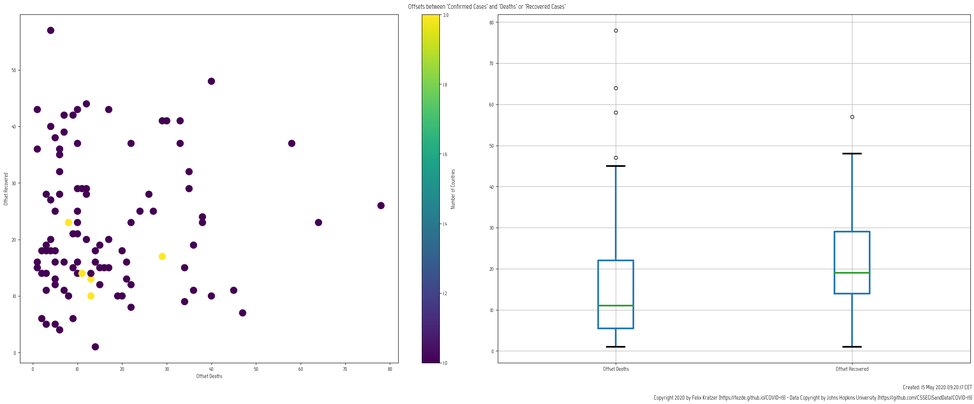 Offsets between 'Confirmed Cases' and 'Deaths' or 'Recovered Cases'
50
40
30
20
10
0
Offset Recovered
0 10 20 30 40 50 60 70 80
Offset Deaths
2.0
1.8
1.6
1.4
1.2
1.0
Number of Countries
80
70
60
50
40
30
20
10
0
Offset Deaths Offset Recovered
Created: 15 May 2020 09:20:17 CET
Copyright 2020 by Felix Kratzer (https://fezde.github.io/COVID-19) - Data Copyright by Johns Hopkins University (https://github.com/CSSEGISandData/COVID-19)